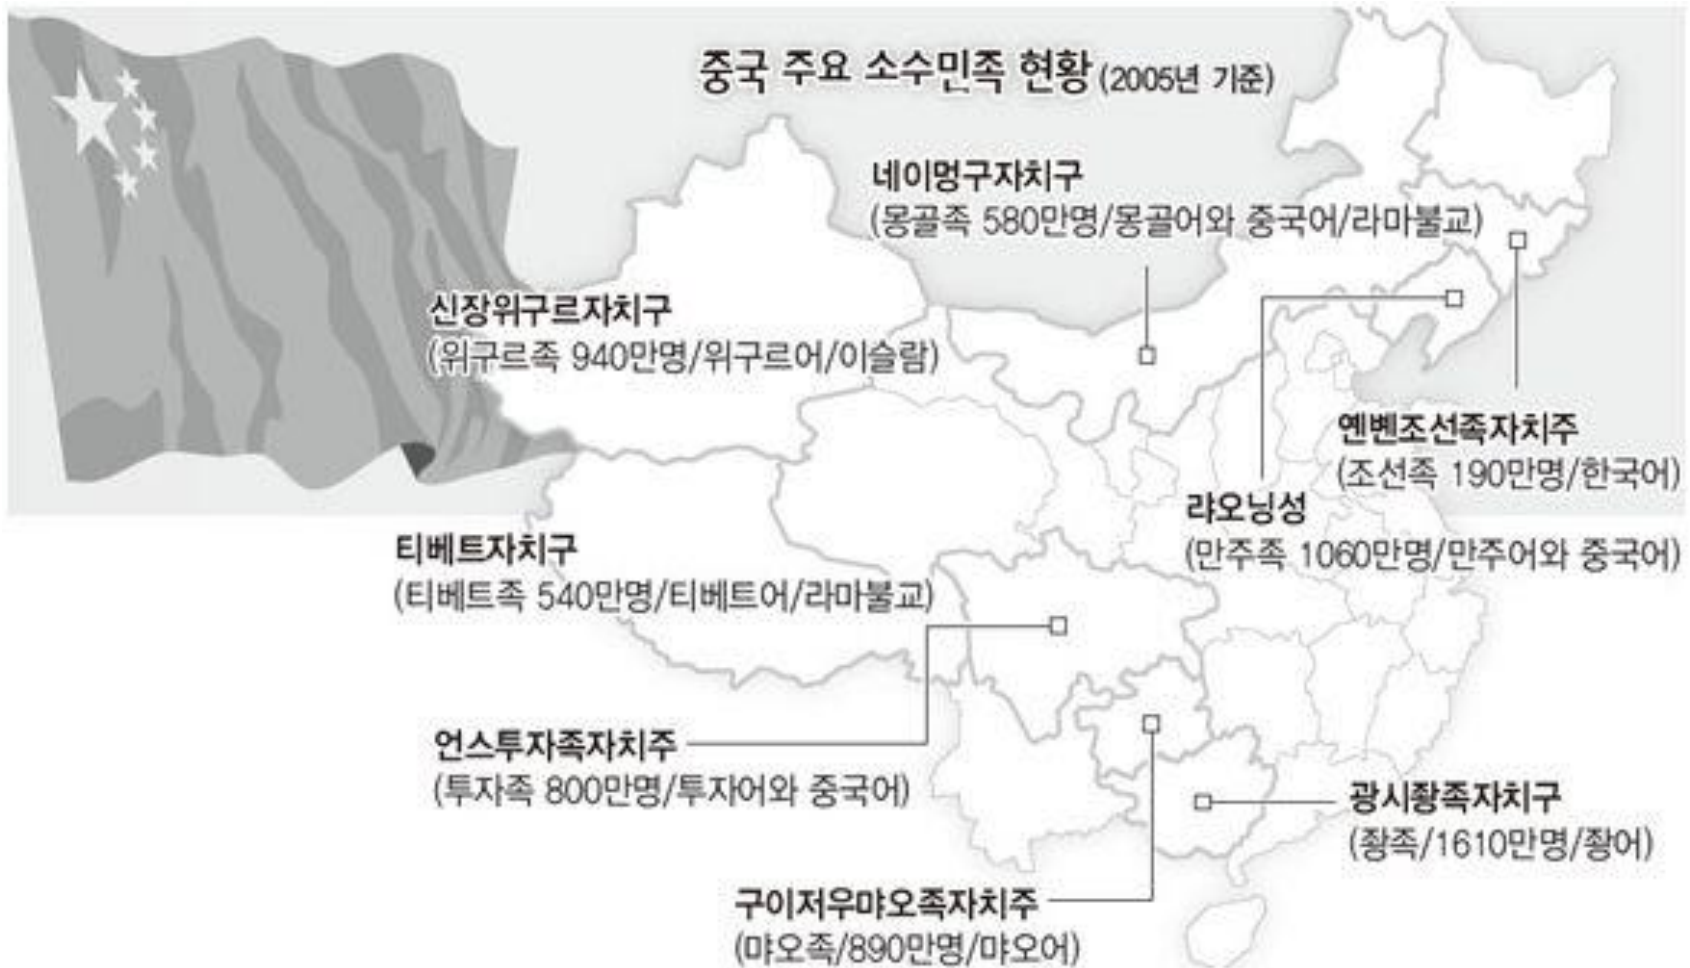 중국 주요 소수민족 현황 (2005년 기준)
네이멍구자치구
(몽골족 580만명/몽골어와 중국어/라마불교)
신장위구르자치구
(위구르족 940만명/위구르어/이슬람)
옌볜조선족자치주
(조선족 190만명/한국어)
랴오닝성
(만주족 1060만명/만주어와 중국어)
티베트자치구
(티베트족 540만명/티베트어/라마불교)
언스투자족자치주
(투자족 800만명/투자어와 중국어)
광시좡족자치구
(좡족/1610만명/좡어)
구이저우먀오족자치주
(먀오족/890만명/먀오어)